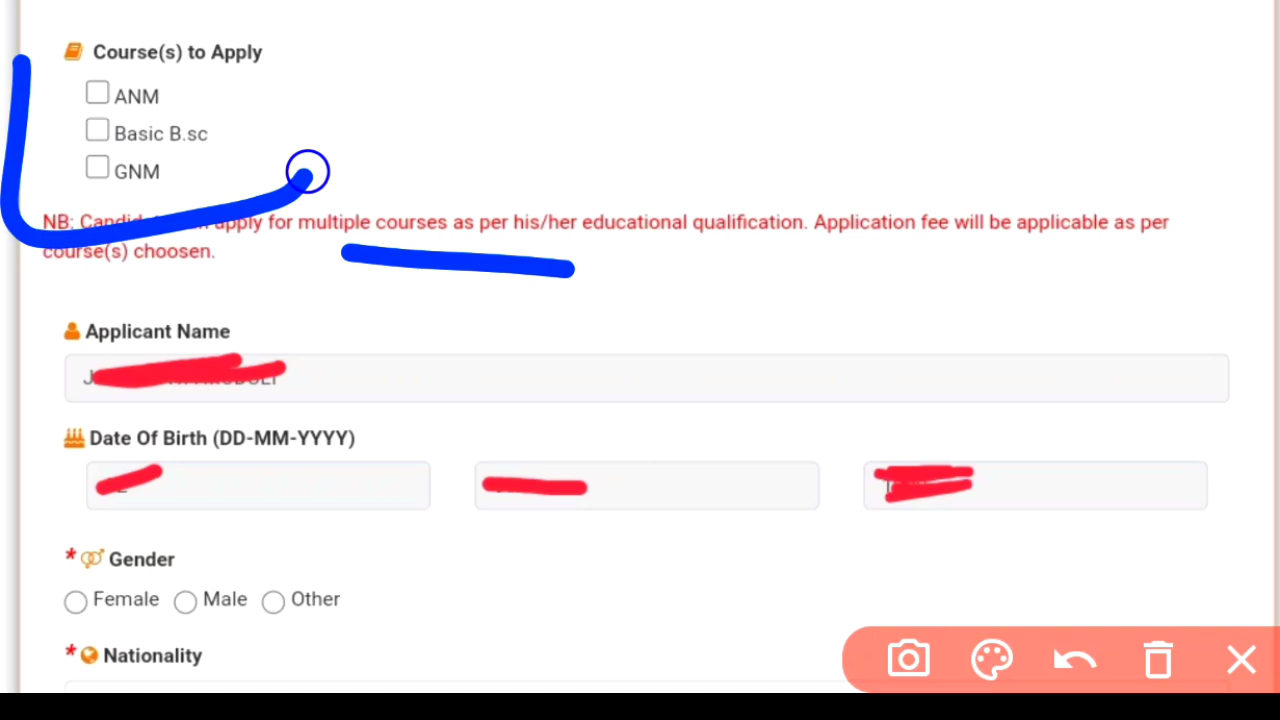 Course(s) to Apply
ANM
Basic B.sc
GNM
NB: apply for multiple courses as per his/her educational qualification. Application fee will be applicable as per
course(s) choosen.
Applicant Name
Date Of Birth (DD-MM-YYYY)
* Gender
Female Male Other
* Nationality